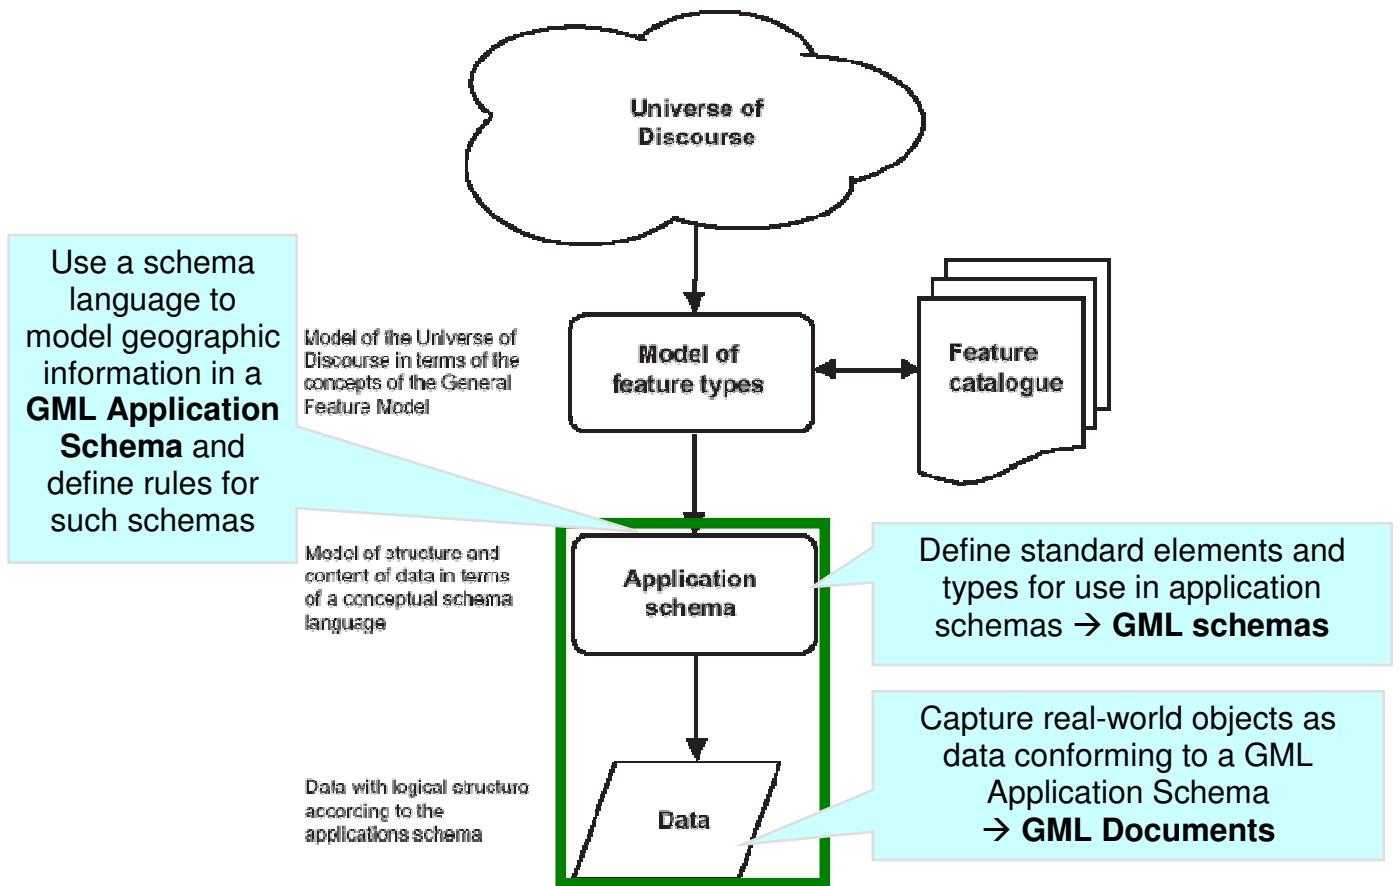 Universe of
Discourse
Use a schema
language to
model geographic
information in a
GML Application
Schema and
define rules for
such schemas
Model of the Universe of
Discourse in terms of the
concepts of the General
Feature Model
Model of
feature types
Feature
catalogue
Model of structure and
content of data in terms
of a conceptual schema
language
Application
schema
Define standard elements and
types for use in application
schemas → GML schemas
Capture real-world objects as
data conforming to a GML
Application Schema
→ GML Documents
Data with logical structure
according to the
applications schema
Data